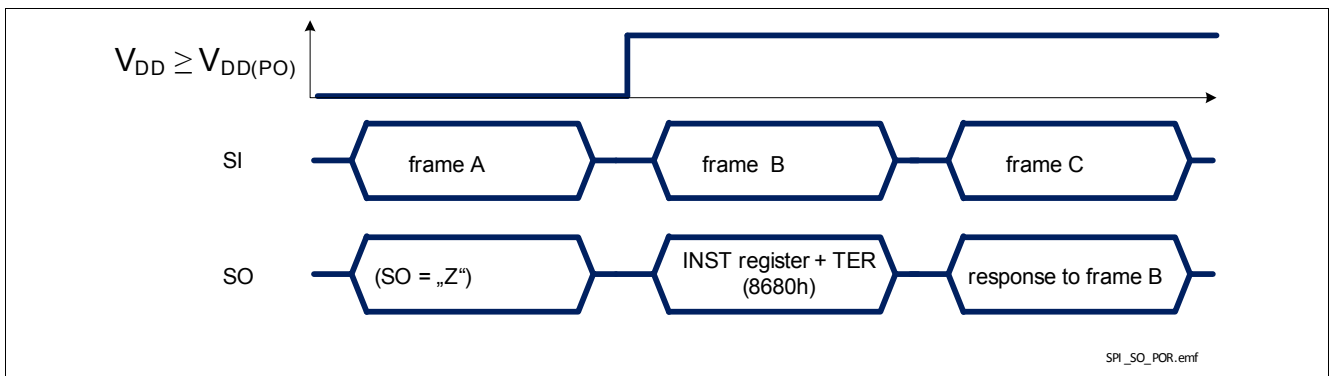 VDD ≥ VDD(PO)
SI
frame A
frame B
frame C
SO
(SO = „Z“)
INST register + TER
(8680h)
response to frame B
SPI_SO_POR.emf